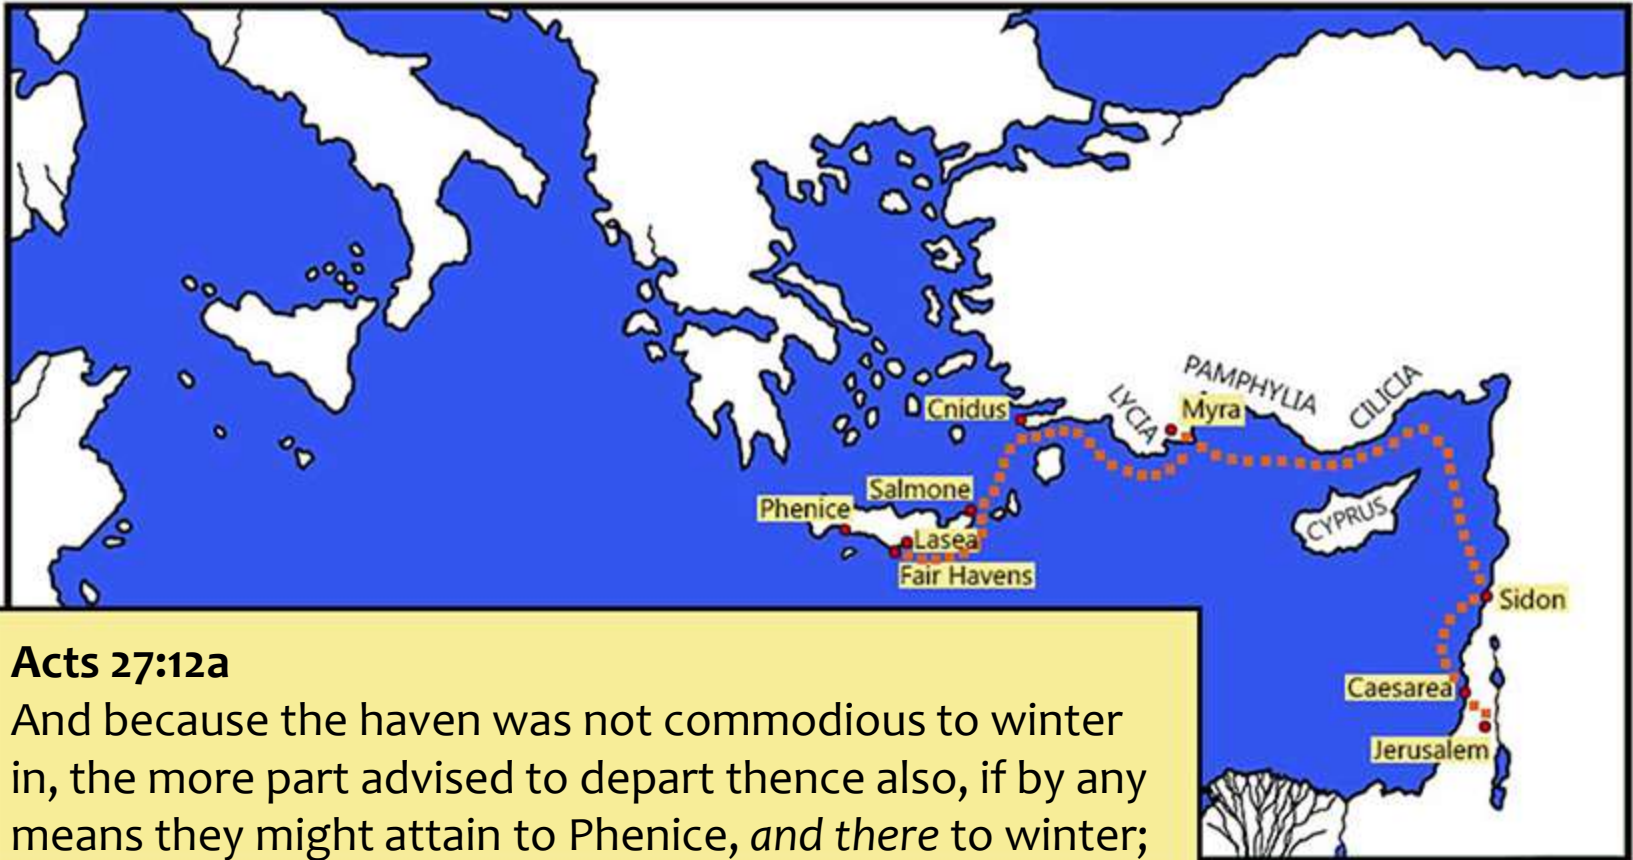 PAMPHYLIA
CILICIA
LYCIA
Myra
Cnidus
Salmone
Phenice
CYPRUS
Lasea
Fair Havens
Sidon
Caesarea
Jerusalem
Acts 27:12a
And because the haven was not commodious to winter
in, the more part advised to depart thence also, if by any
means they might attain to Phenice, and there to winter;